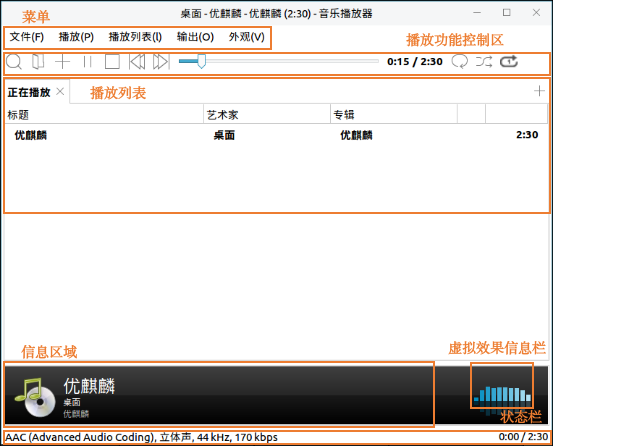 桌面 - 优麒麟 - 优麒麟 (2:30) - 音乐播放器
菜单
文件(F) 播放(P) 播放列表(l) 输出(O) 外观(V)
播放功能控制区
0:15 / 2:30
正在播放
播放列表
标题 艺术家 专辑
优麒麟 桌面 优麒麟 2:30
信息区域
虚拟效果信息栏
优麒麟
桌面
优麒麟
状态栏
AAC (Advanced Audio Coding), 立体声, 44 kHz, 170 kbps 0:00 / 2:30